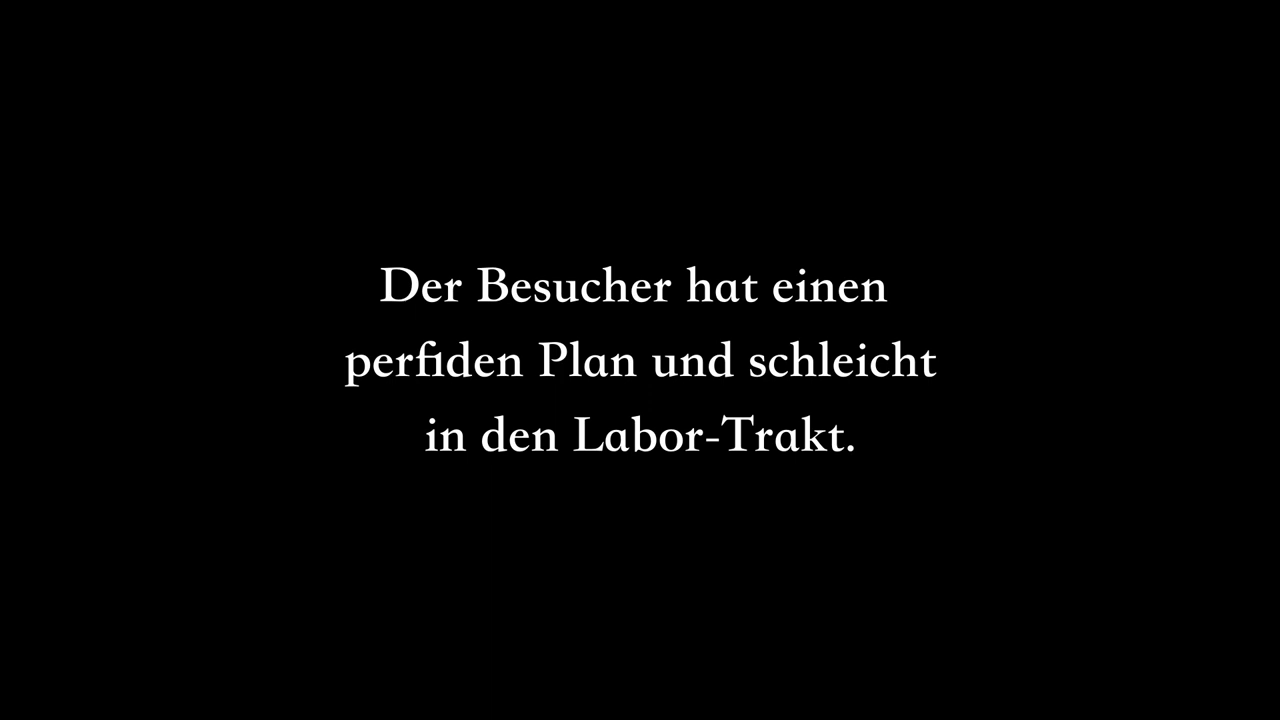 Der Besucher hat einen
perfiden Plan und schleicht
in den Labor-Trakt.